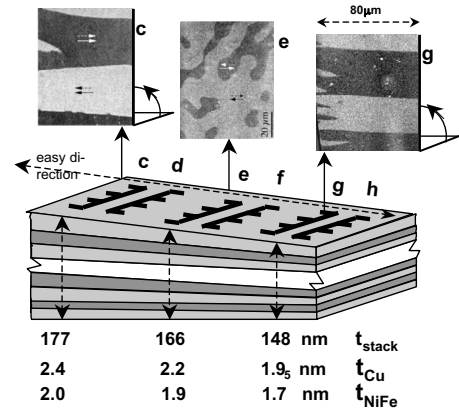 80µm
c
e
g
20 µm
easy di-
rection
c d e f g h
177 166 148 nm t_stack
2.4 2.2 1.9₅ nm t_Cu
2.0 1.9 1.7 nm t_NiFe